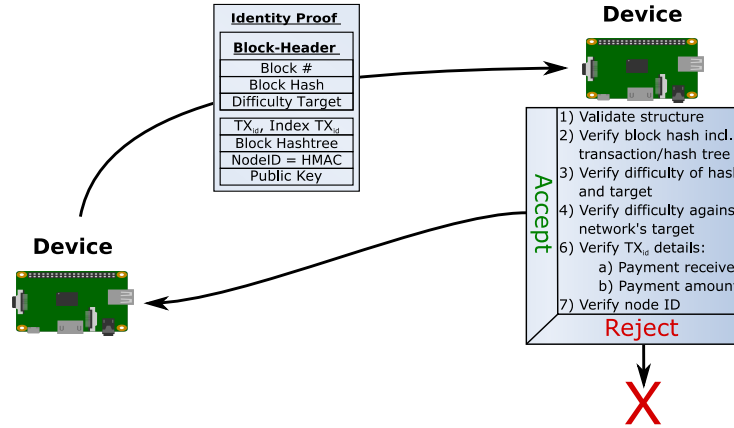 Identity Proof
Block-Header
Block #
Block Hash
Difficulty Target
TXid, Index TXid
Block Hashtree
NodeID = HMAC
Public Key
Device
1) Validate structure
2) Verify block hash incl.
transaction/hash tree
3) Verify difficulty of hash
and target
4) Verify difficulty agains
network's target
6) Verify TXid details:
a) Payment receive
b) Payment amoun
7) Verify node ID
Accept
Reject
X
Device